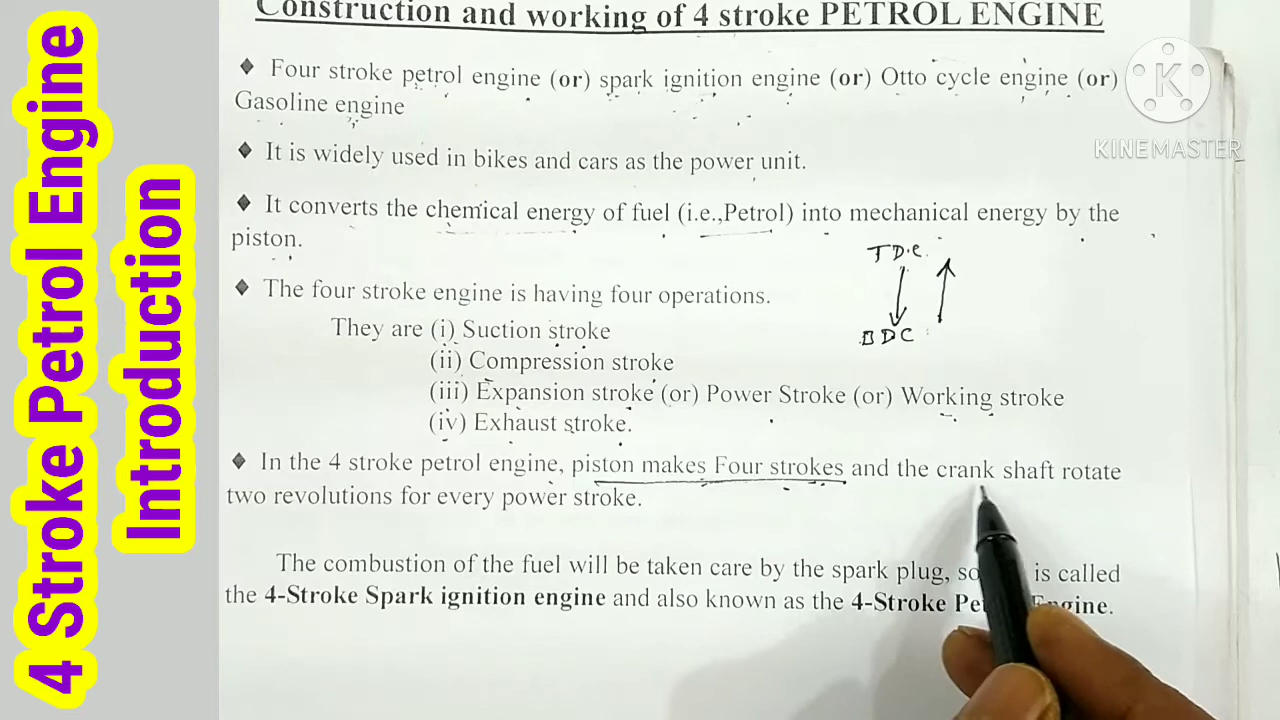 4 Stroke Petrol Engine
Introduction
Construction and working of 4 stroke PETROL ENGINE
♦ Four stroke petrol engine (or) spark ignition engine (or) Otto cycle engine (or)
Gasoline engine
♦ It is widely used in bikes and cars as the power unit.
♦ It converts the chemical energy of fuel (i.e.,Petrol) into mechanical energy by the
piston.
T D.C.
♦ The four stroke engine is having four operations.
They are (i) Suction stroke
B D C
(ii) Compression stroke
(iii) Expansion stroke (or) Power Stroke (or) Working stroke
(iv) Exhaust stroke.
♦ In the 4 stroke petrol engine, piston makes Four strokes and the crank shaft rotate
two revolutions for every power stroke.
The combustion of the fuel will be taken care by the spark plug, so is called
the 4-Stroke Spark ignition engine and also known as the 4-Stroke Engine.
K
KINEMASTER